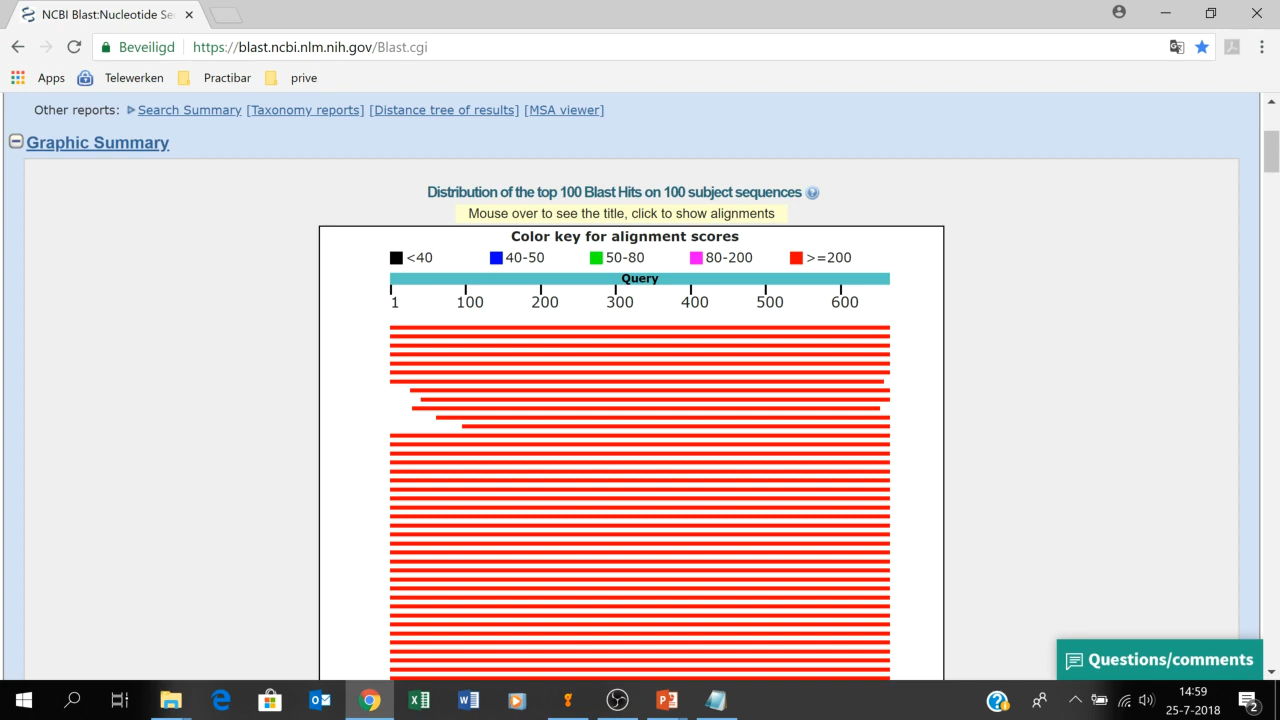 NCBI Blast:Nucleotide Se
Beveiligd
https://blast.ncbi.nlm.nih.gov/Blast.cgi
Apps Telewerken Practibar prive
Other reports: Search Summary [Taxonomy reports] [Distance tree of results] [MSA viewer]
Graphic Summary
Distribution of the top 100 Blast Hits on 100 subject sequences
Mouse over to see the title, click to show alignments
Color key for alignment scores
<40 40-50 50-80 80-200 >=200
Query
1 100 200 300 400 500 600
Questions/comments
14:59
25-7-2018
2